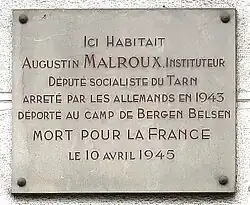 ICI HABITAIT
AUGUSTIN MALROUX, INSTITUTEUR
DÉPUTÉ SOCIALISTE DU TARN
ARRETÉ PAR LES ALLEMANDS EN 1943
DÉPORTÉ AU CAMP DE BERGEN BELSEN
MORT POUR LA FRANCE
LE 10 AVRIL 1945